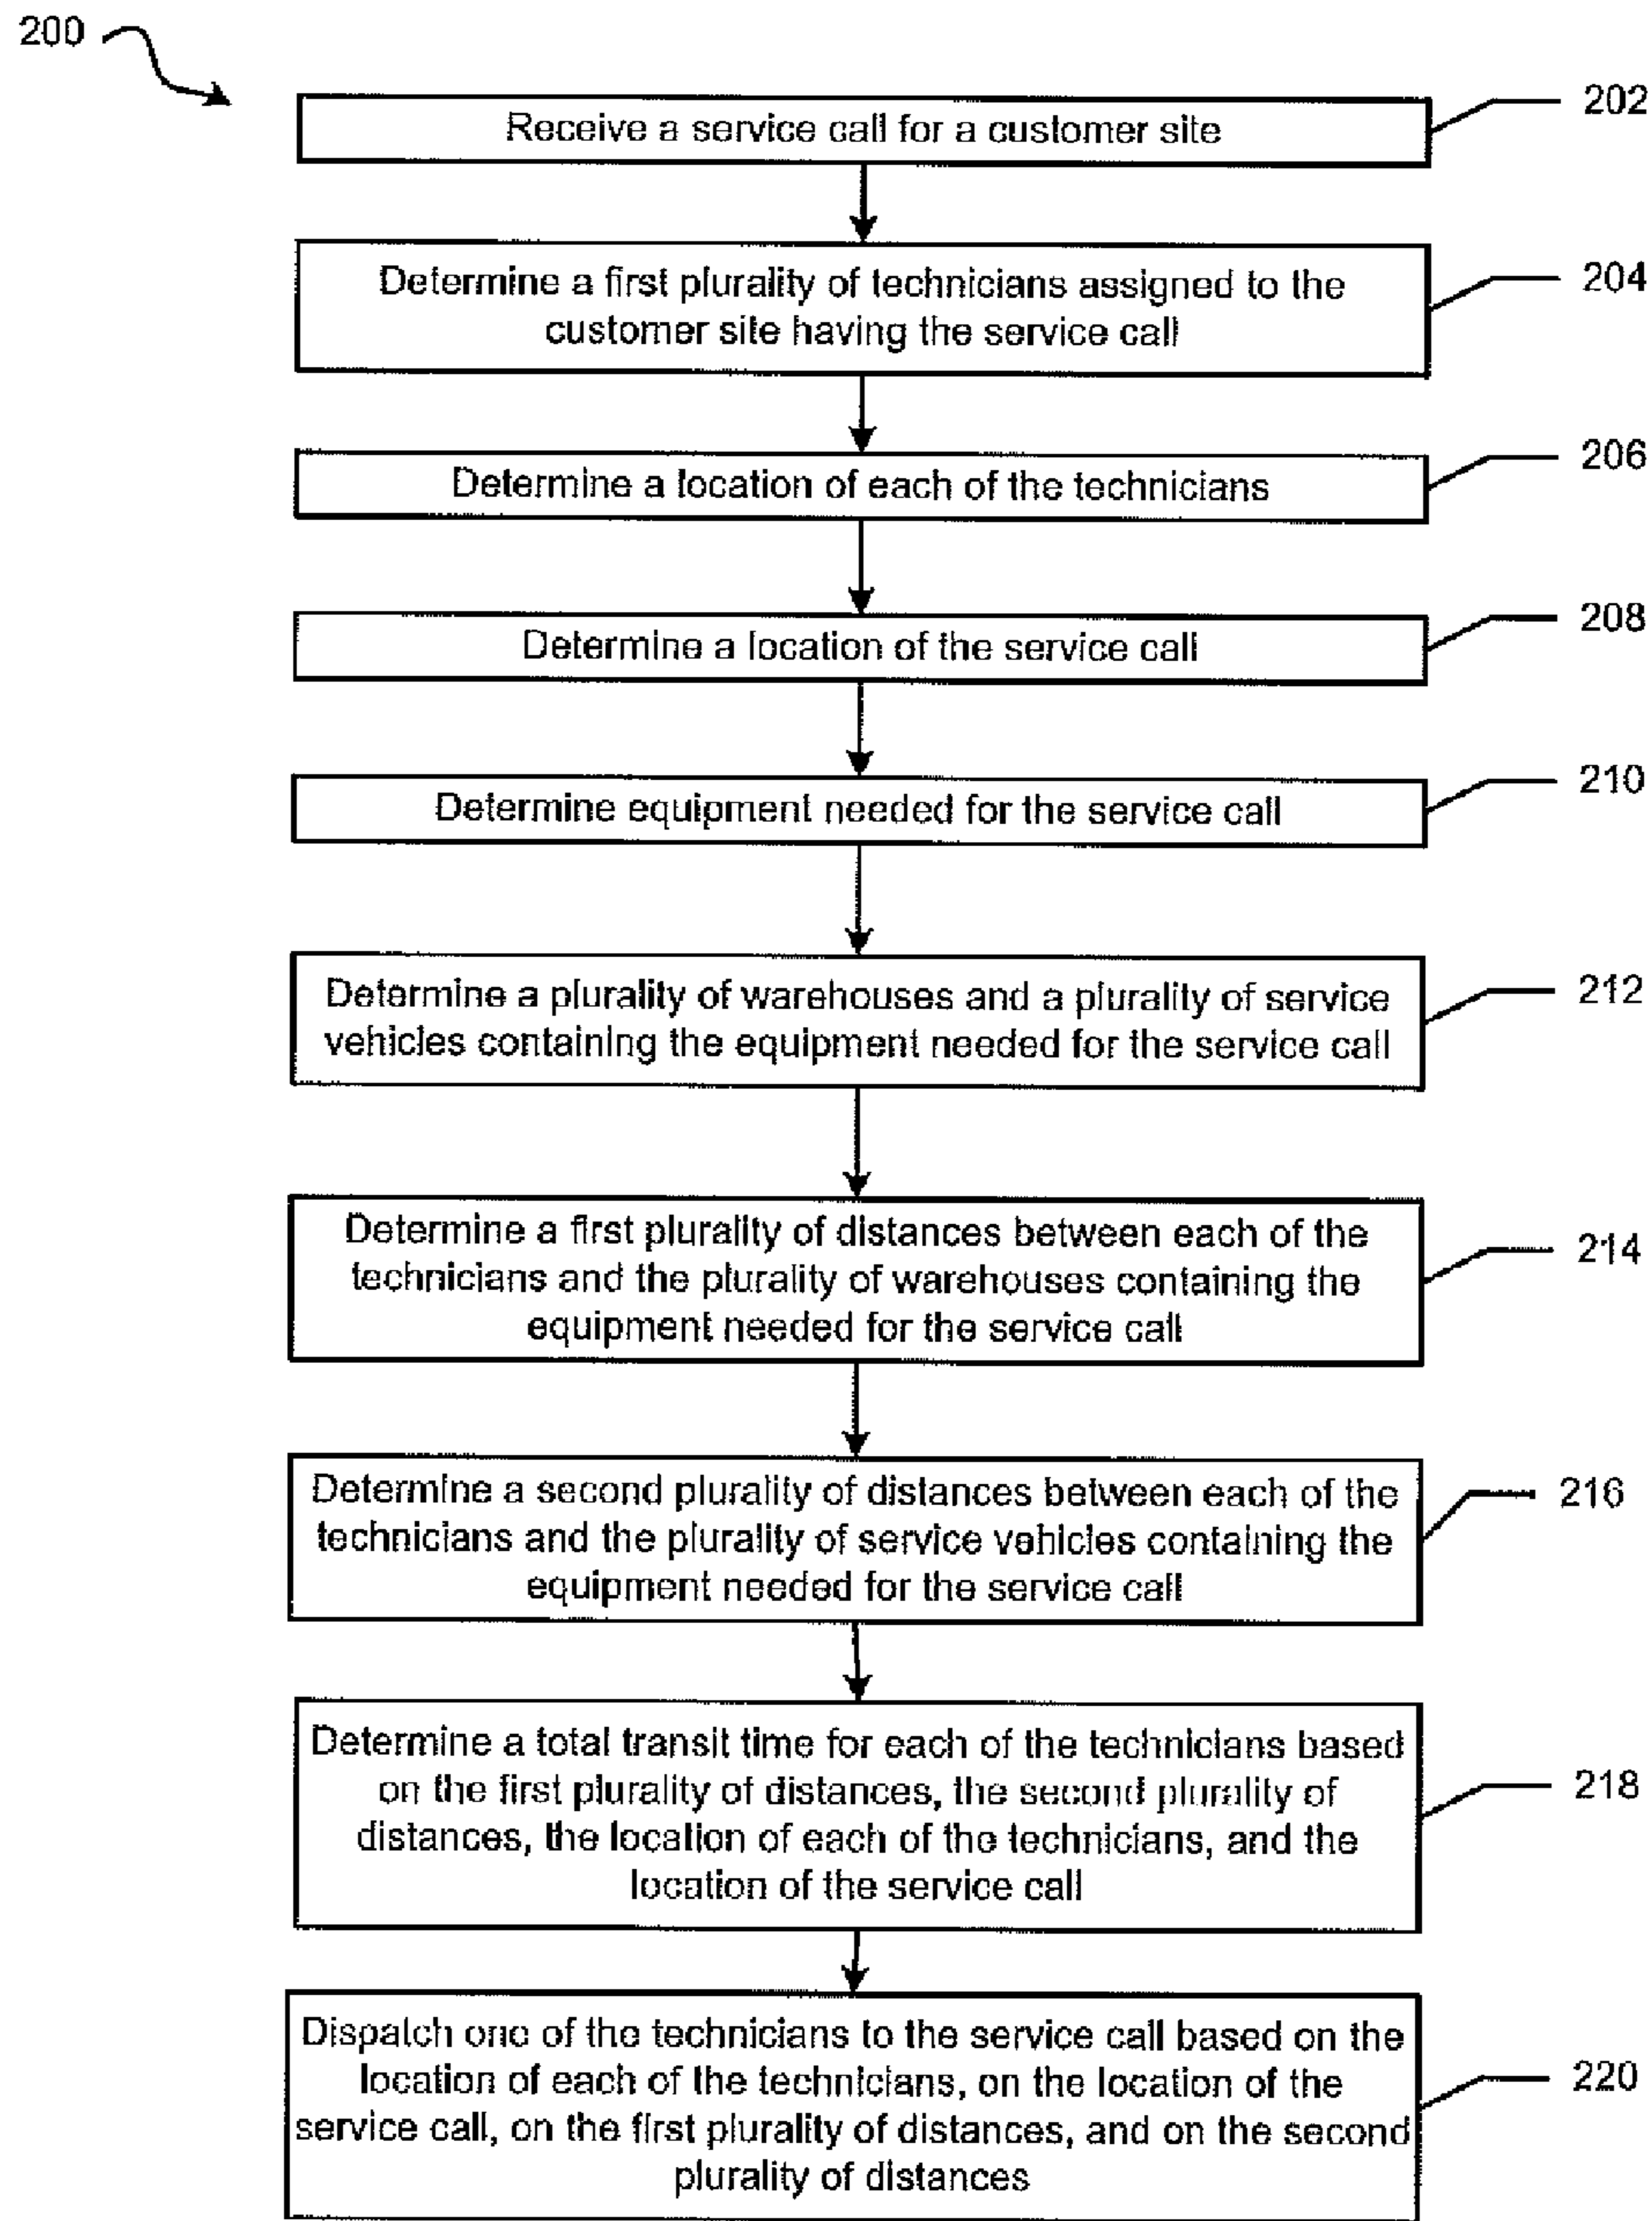 200
Receive a service call for a customer site
202
Determine a first plurality of technicians assigned to the
customer site having the service call
204
Determine a location of each of the technicians
206
Determine a location of the service call
208
Determine equipment needed for the service call
210
Determine a plurality of warehouses and a plurality of service
vehicles containing the equipment needed for the service call
212
Determine a first plurality of distances between each of the
technicians and the plurality of warehouses containing the
equipment needed for the service call
214
Determine a second plurality of distances between each of the
technicians and the plurality of service vehicles containing the
equipment needed for the service call
216
Determine a total transit time for each of the technicians based
on the first plurality of distances, the second plurality of
distances, the location of each of the technicians, and the
location of the service call
218
Dispatch one of the technicians to the service call based on the
location of each of the technicians, on the location of the
service call, on the first plurality of distances, and on the second
plurality of distances
220